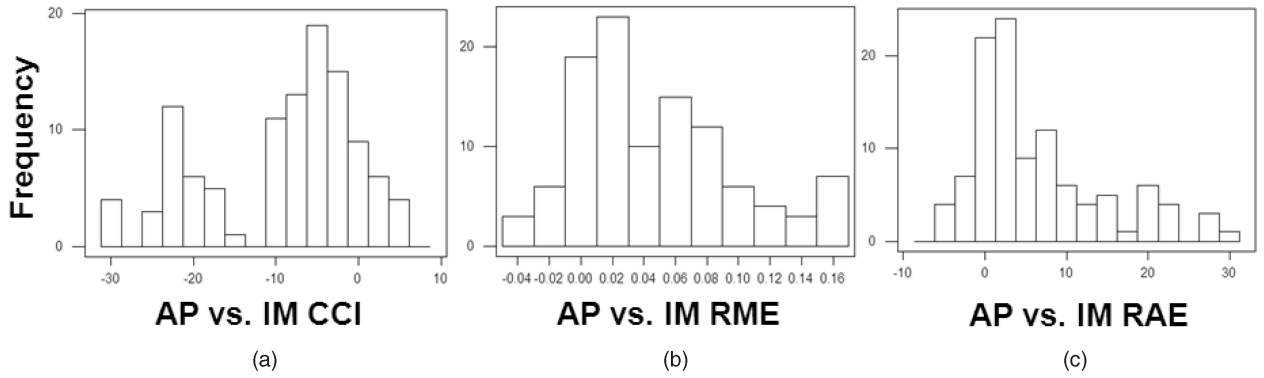 Frequency
20
10
0
-30 -20 -10 0 10
AP vs. IM CCI
(a)
20
10
0
-0.04 -0.02 0.00 0.02 0.04 0.06 0.08 0.10 0.12 0.14 0.16
AP vs. IM RME
(b)
20
10
0
-10 0 10 20 30
AP vs. IM RAE
(c)